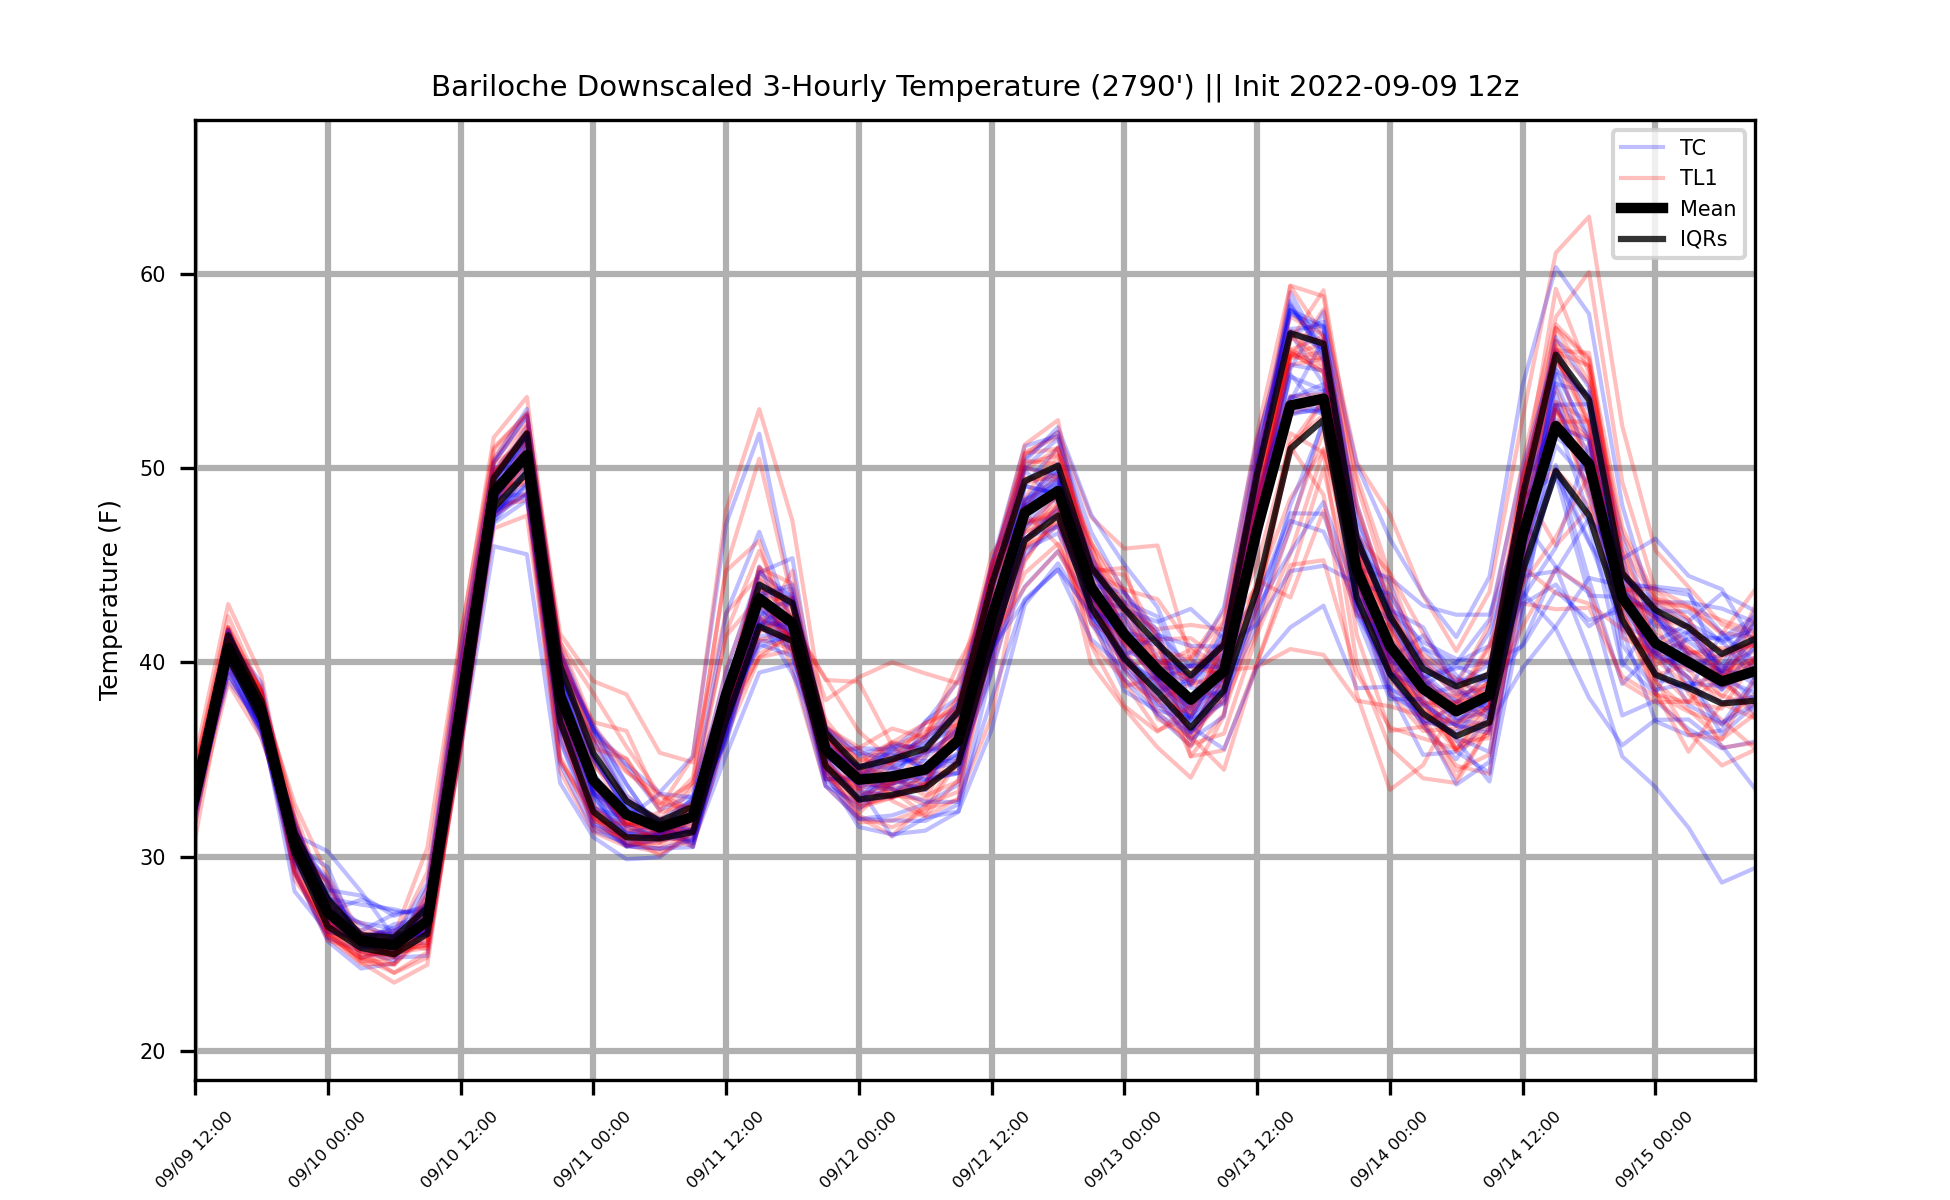 Bariloche Downscaled 3-Hourly Temperature (2790') || Init 2022-09-09 12z
TC
TL1
Mean
IQRs
Temperature (F)
60
50
40
30
20
09/09 12:00
09/10 00:00
09/10 12:00
09/11 00:00
09/11 12:00
09/12 00:00
09/12 12:00
09/13 00:00
09/13 12:00
09/14 00:00
09/14 12:00
09/15 00:00